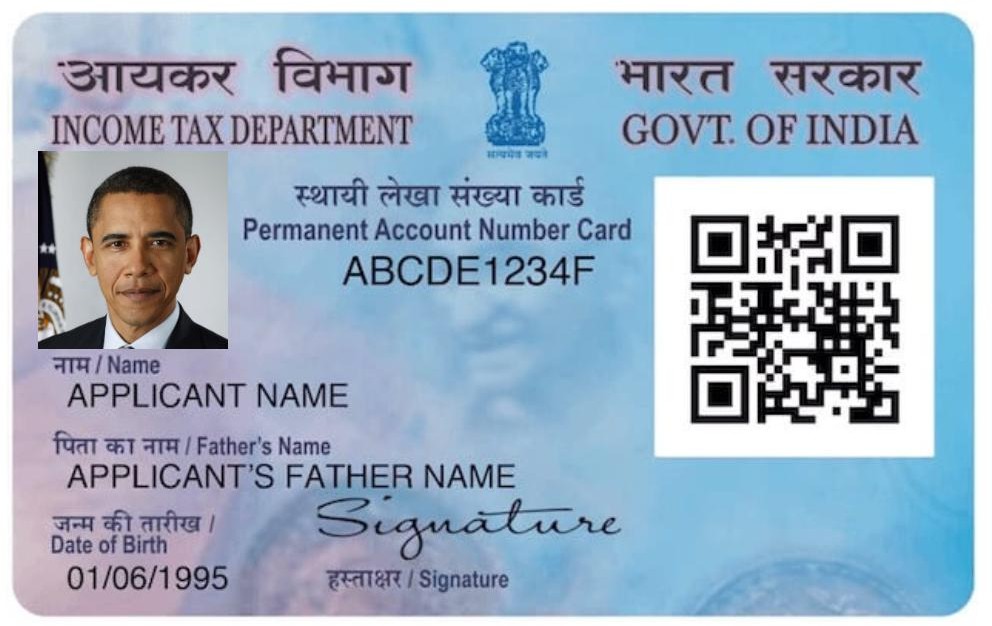 आयकर विभाग
INCOME TAX DEPARTMENT
सत्यमेव जयते
भारत सरकार
GOVT. OF INDIA
स्थायी लेखा संख्या कार्ड
Permanent Account Number Card
ABCDE1234F
नाम / Name
APPLICANT NAME
पिता का नाम / Father's Name
APPLICANT'S FATHER NAME
जन्म की तारीख /
Date of Birth
01/06/1995
Signature
हस्ताक्षर / Signature